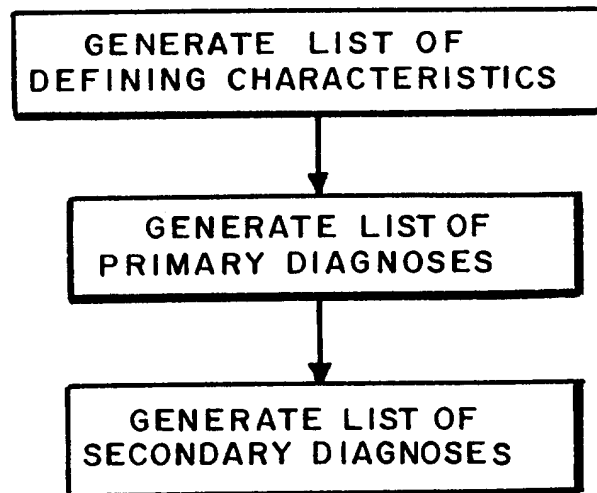 GENERATE LIST OF
DEFINING CHARACTERISTICS
GENERATE LIST OF
PRIMARY DIAGNOSES
GENERATE LIST OF
SECONDARY DIAGNOSES